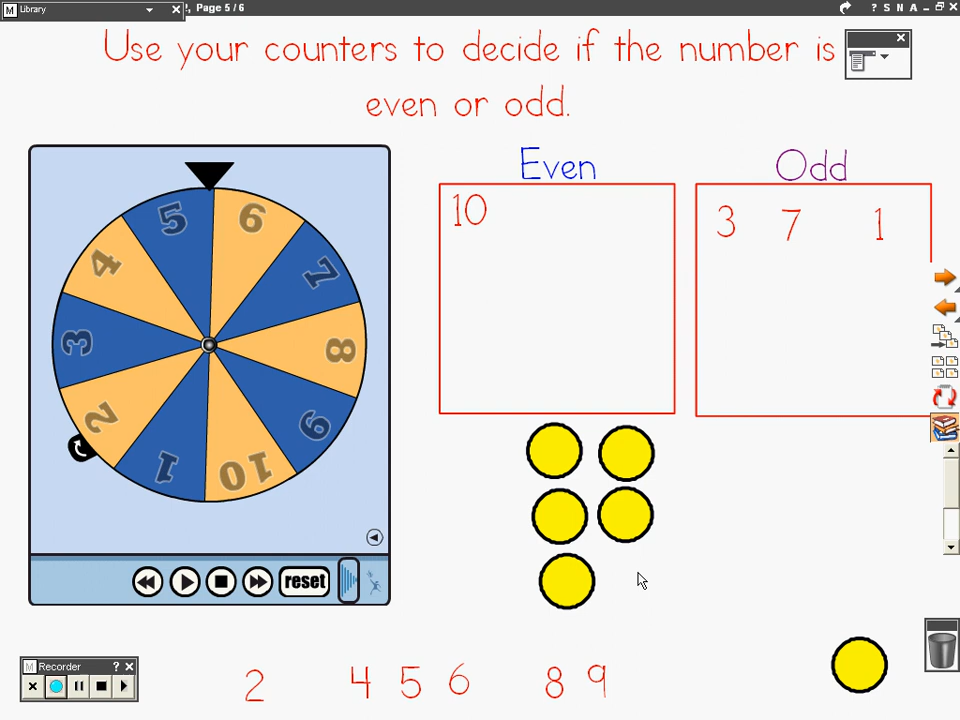 Library
!, Page 5 / 6
? S N A
Use your counters to decide if the number is
even or odd.
Even
Odd
10
3 7 1
5 6
4 7
3 8
2 9
1 10
reset
Recorder ?
2 4 5 6 8 9